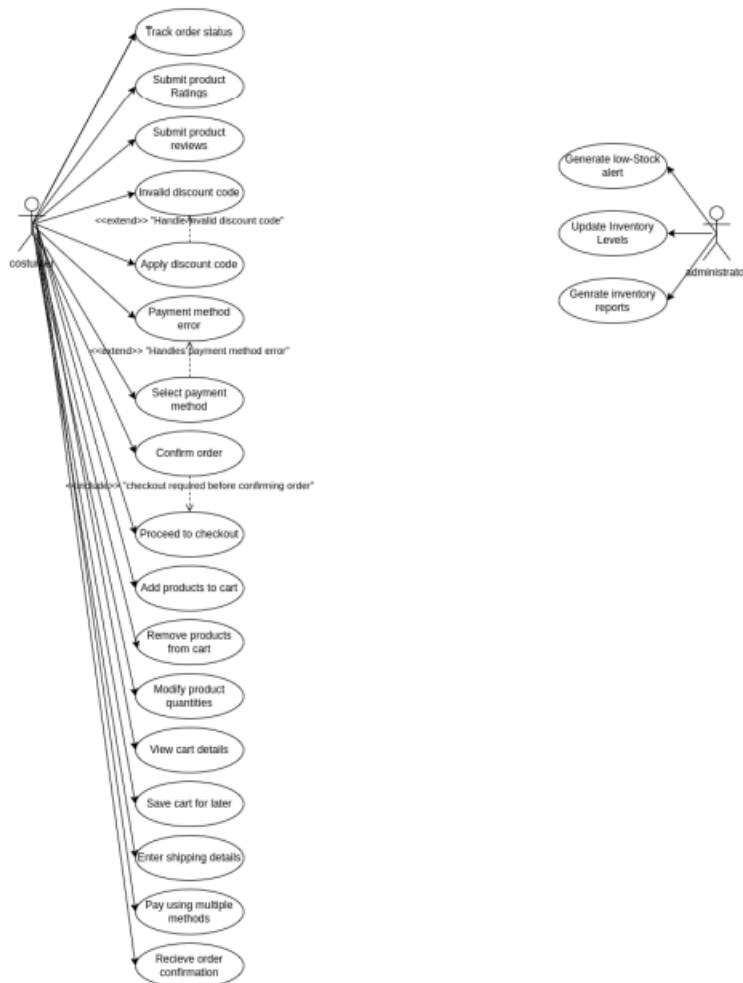 Track order status
Submit product
Ratings
Submit product
reviews
Invalid discount code
<<extend>> "Handle invalid discount code"
Apply discount code
Payment method
error
<<extend>> "Handles payment method error"
Select payment
method
Confirm order
<<include>> "checkout required before confirming order"
Proceed to checkout
Add products to cart
Remove products
from cart
Modify product
quantities
View cart details
Save cart for later
Enter shipping details
Pay using multiple
methods
Recieve order
confirmation
Generate low-Stock
alert
Update Inventory
Levels
Genrate inventory
reports
administrato